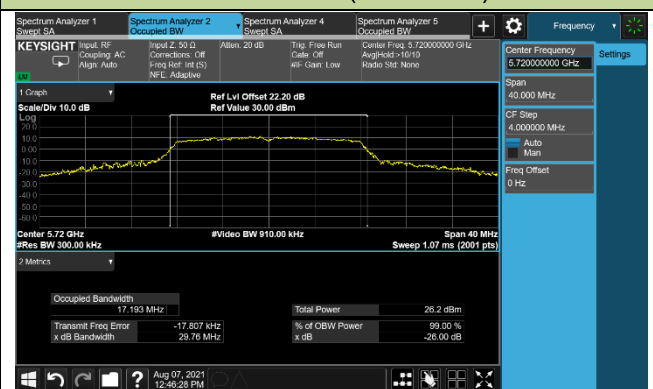 Spectrum Analyzer 1
Swept SA
Spectrum Analyzer 2
Occupied BW
Spectrum Analyzer 4
Swept SA
Spectrum Analyzer 5
Occupied BW
Frequency
KEYSIGHT
Input: RF
Coupling: AC
Align: Auto
Input Z: 50 Ω
Corrections: Off
Freq Ref: Int (S)
NFE: Adaptive
Atten: 20 dB
Trig: Free Run
Gate: Off
#IF Gain: Low
Center Freq: 5.720000000 GHz
Avg|Hold:>10/10
Radio Std: None
Center Frequency
5.720000000 GHz
Settings
Span
40.000 MHz
CF Step
4.000000 MHz
Auto
Man
Freq Offset
0 Hz
1 Graph
Scale/Div 10.0 dB
Ref Lvl Offset 22.20 dB
Ref Value 30.00 dBm
Log
20.0
10.0
0.00
-10.0
-20.0
-30.0
-40.0
-50.0
-60.0
Center 5.72 GHz
#Res BW 300.00 kHz
#Video BW 910.00 kHz
Span 40 MHz
Sweep 1.07 ms (2001 pts)
2 Metrics
Occupied Bandwidth
17.193 MHz
Total Power 26.2 dBm
Transmit Freq Error -17.807 kHz
% of OBW Power 99.00 %
x dB Bandwidth 29.76 MHz
x dB -26.00 dB
Aug 07, 2021
12:46:28 PM